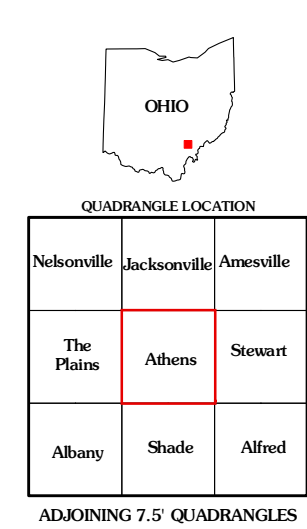 OHIO
QUADRANGLE LOCATION
Nelsonville Jacksonville Amesville
The Plains Athens Stewart
Albany Shade Alfred
ADJOINING 7.5' QUADRANGLES